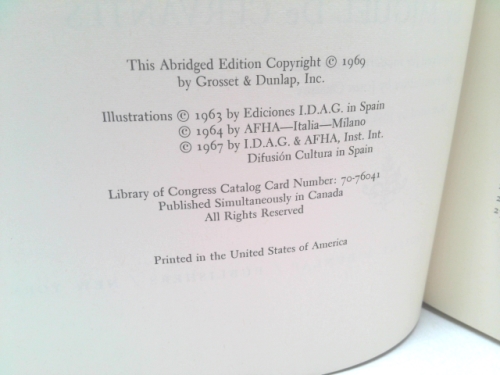 This Abridged Edition Copyright © 1969
by Grosset & Dunlap, Inc.
Illustrations © 1963 by Ediciones I.D.A.G. in Spain
© 1964 by AFHA—Italia—Milano
© 1967 by I.D.A.G. & AFHA, Inst. Int.
Difusión Cultura in Spain
Library of Congress Catalog Card Number: 70-76041
Published Simultaneously in Canada
All Rights Reserved
Printed in the United States of America